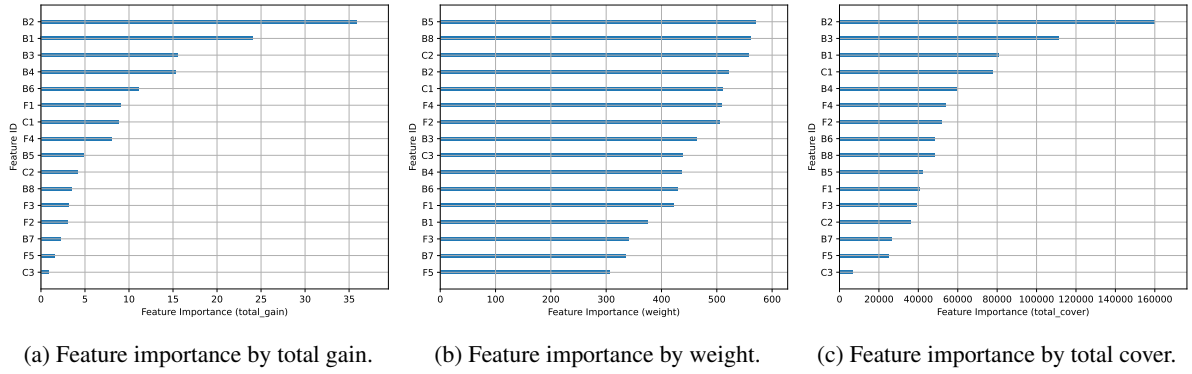 B2
B1
B3
B4
B6
F1
C1
F4
B5
C2
B8
F3
F2
B7
F5
C3
Feature ID
0 5 10 15 20 25 30 35
Feature Importance (total_gain)
(a) Feature importance by total gain.
B5
B8
C2
B2
C1
F4
F2
B3
C3
B4
B6
F1
B1
F3
B7
F5
Feature ID
0 100 200 300 400 500 600
Feature Importance (weight)
(b) Feature importance by weight.
B2
B3
B1
C1
B4
F4
F2
B6
B8
B5
F1
F3
C2
B7
F5
C3
Feature ID
0 20000 40000 60000 80000 100000 120000 140000 160000
Feature Importance (total_cover)
(c) Feature importance by total cover.